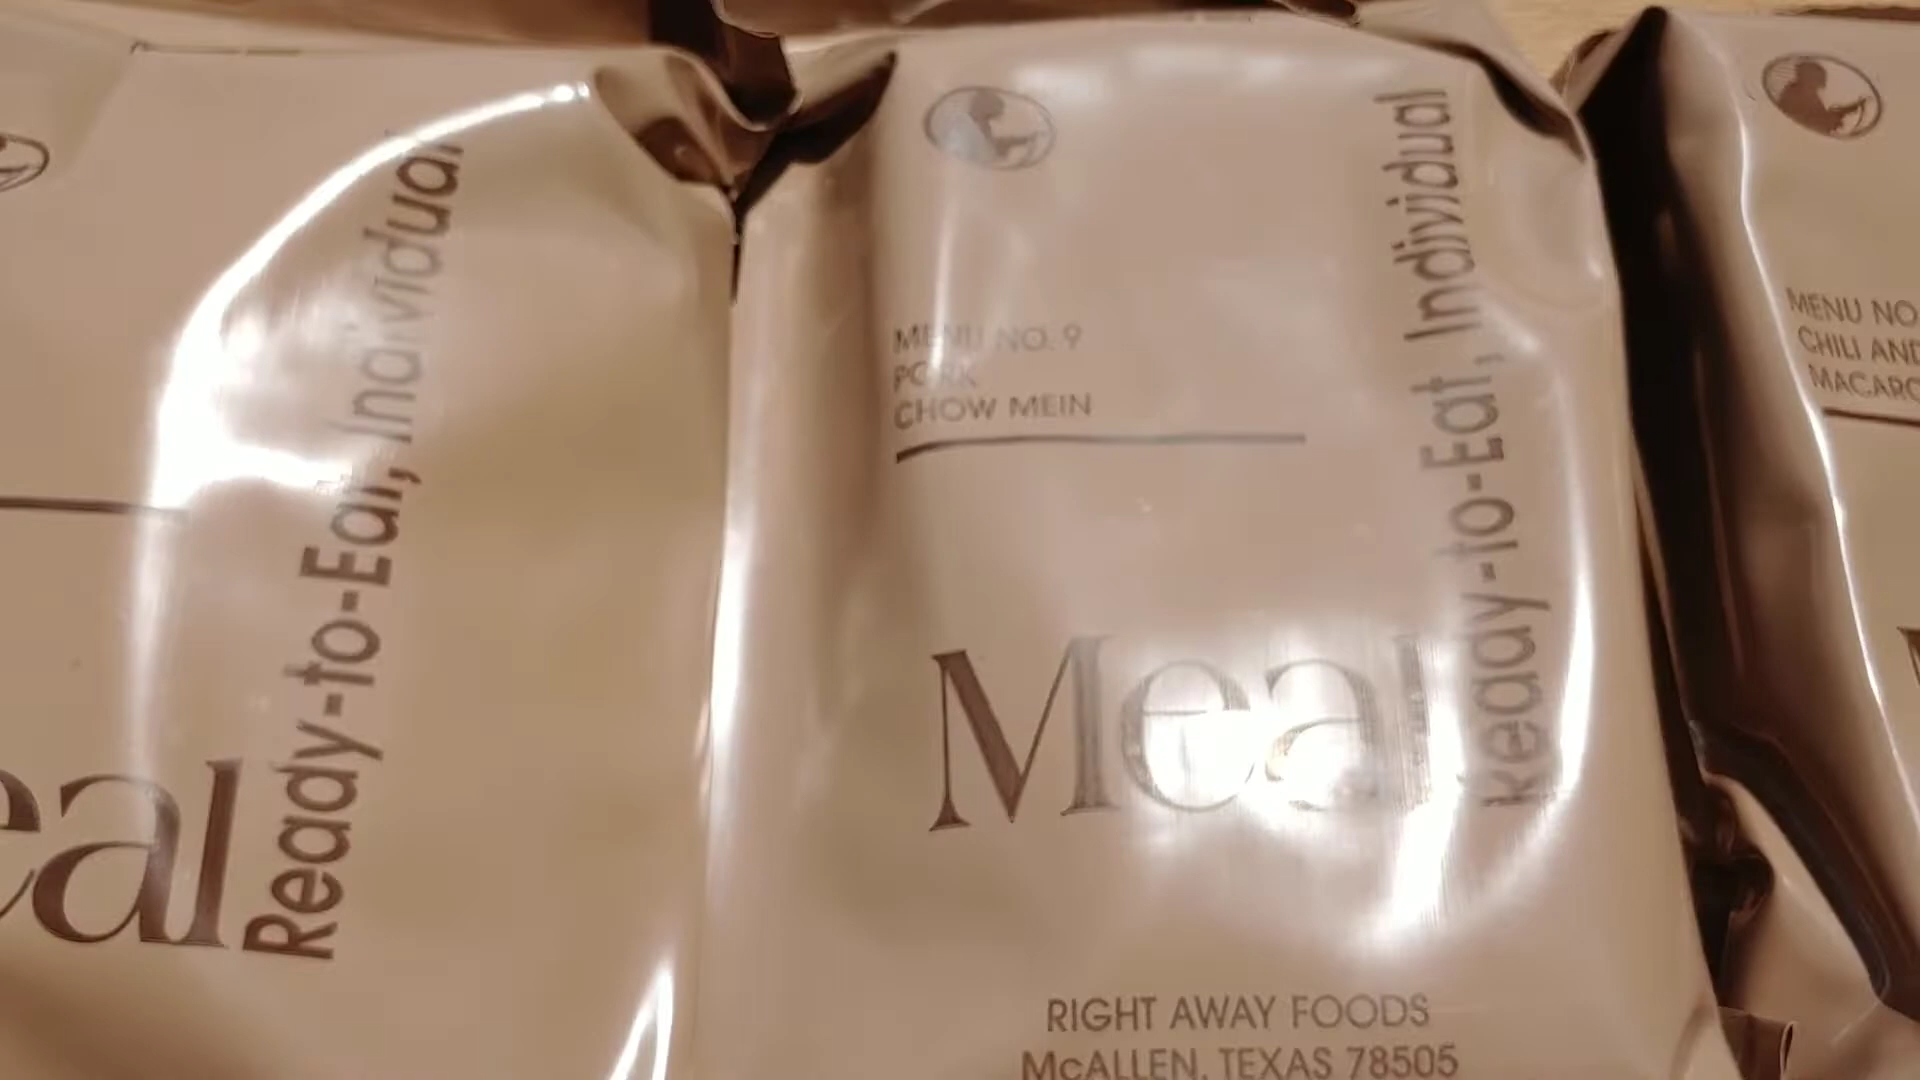 eal
Ready-to-Eat, Individual
MENU NO. 9
PORK
CHOW MEIN
Meal
Ready-to-Eat, Individual
RIGHT AWAY FOODS
McALLEN, TEXAS 78505
MENU NO
CHILI AND
MACARO